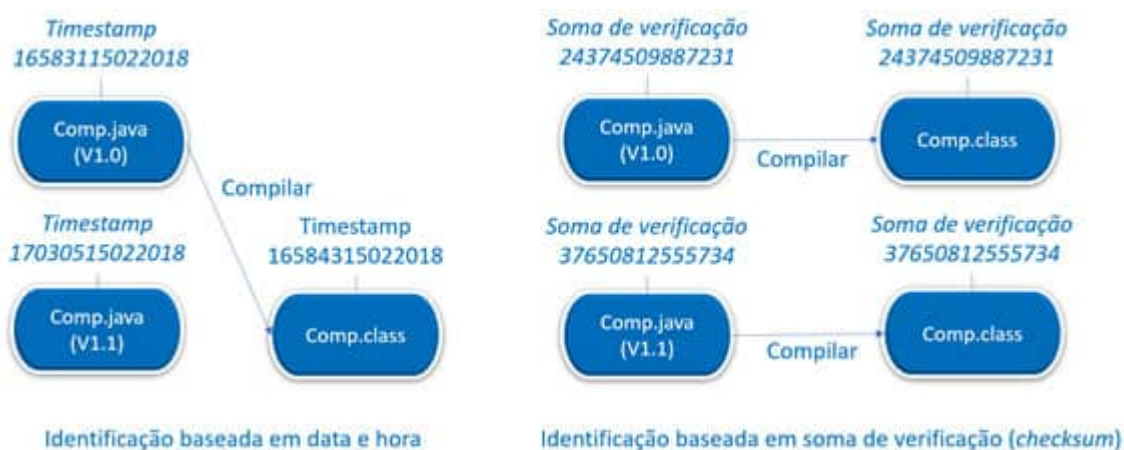 Timestamp
16583115022018
Comp.java
(V1.0)
Compilar
Timestamp
17030515022018
Comp.java
(V1.1)
Timestamp
16584315022018
Comp.class
Identificação baseada em data e hora
Soma de verificação
24374509887231
Comp.java
(V1.0)
Compilar
Soma de verificação
24374509887231
Comp.class
Soma de verificação
37650812555734
Comp.java
(V1.1)
Compilar
Soma de verificação
37650812555734
Comp.class
Identificação baseada em soma de verificação (checksum)